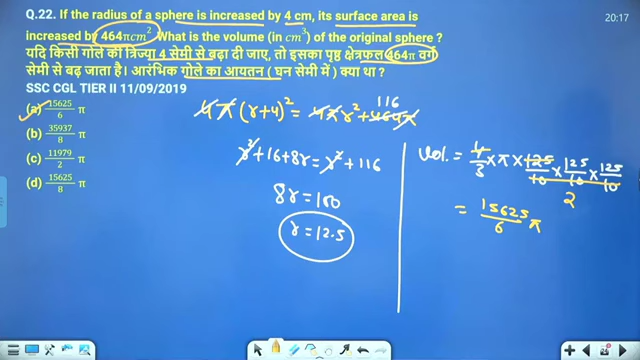 Q.22. If the radius of a sphere is increased by 4 cm, its surface area is
increased by 464π cm². What is the volume (in cm³) of the original sphere ?
यदि किसी गोले की त्रिज्या 4 सेमी से बढ़ा दी जाए, तो इसका पृष्ठ क्षेत्रफल 464π वर्ग
सेमी से बढ़ जाता है। आरंभिक गोले का आयतन ( घन सेमी में ) क्या था ?
SSC CGL TIER II 11/09/2019
(a) 15625/6 π
(b) 35937/8 π
(c) 11979/2 π
(d) 15625/8 π
116
4π(r+4)² = 4πr² + 464π
r² + 16 + 8r = r² + 116
8r = 100
r = 12.5
Vol. = 4/3 × π × 125/10 × 125/10 × 125/10
2
= 15625/6 π
20:17